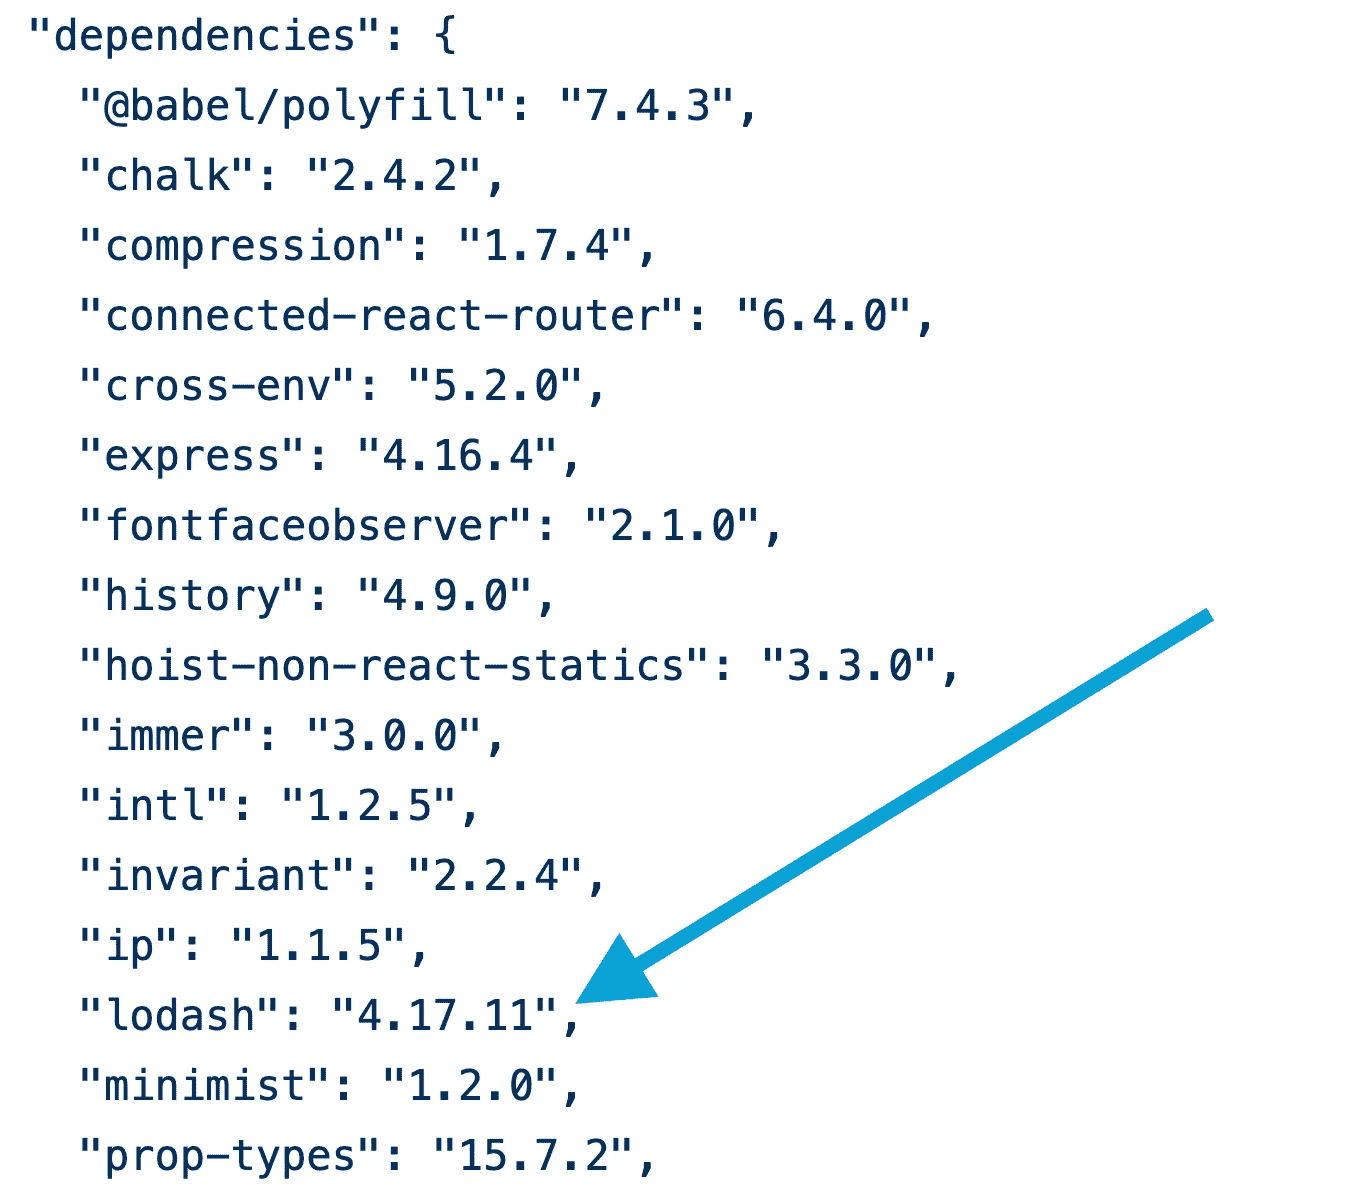 "dependencies": {
"@babel/polyfill": "7.4.3",
"chalk": "2.4.2",
"compression": "1.7.4",
"connected-react-router": "6.4.0",
"cross-env": "5.2.0",
"express": "4.16.4",
"fontfaceobserver": "2.1.0",
"history": "4.9.0",
"hoist-non-react-statics": "3.3.0",
"immer": "3.0.0",
"intl": "1.2.5",
"invariant": "2.2.4",
"ip": "1.1.5",
"lodash": "4.17.11",
"minimist": "1.2.0",
"prop-types": "15.7.2",